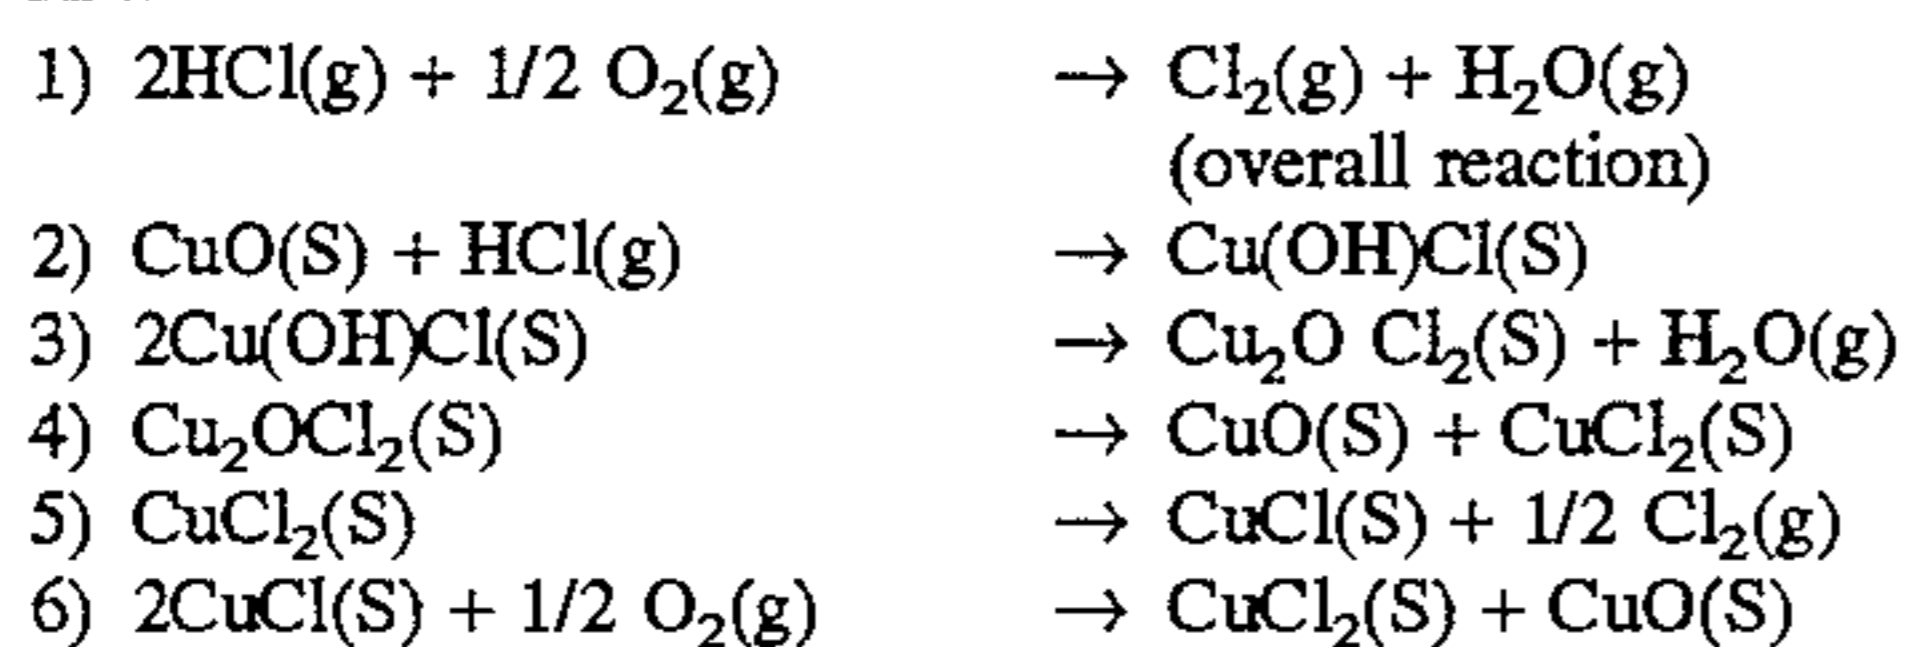 1) 2HCl(g) + 1/2 O₂(g) → Cl₂(g) + H₂O(g)
(overall reaction)
2) CuO(S) + HCl(g) → Cu(OH)Cl(S)
3) 2Cu(OH)Cl(S) → Cu₂O Cl₂(S) + H₂O(g)
4) Cu₂OCl₂(S) → CuO(S) + CuCl₂(S)
5) CuCl₂(S) → CuCl(S) + 1/2 Cl₂(g)
6) 2CuCl(S) + 1/2 O₂(g) → CuCl₂(S) + CuO(S)